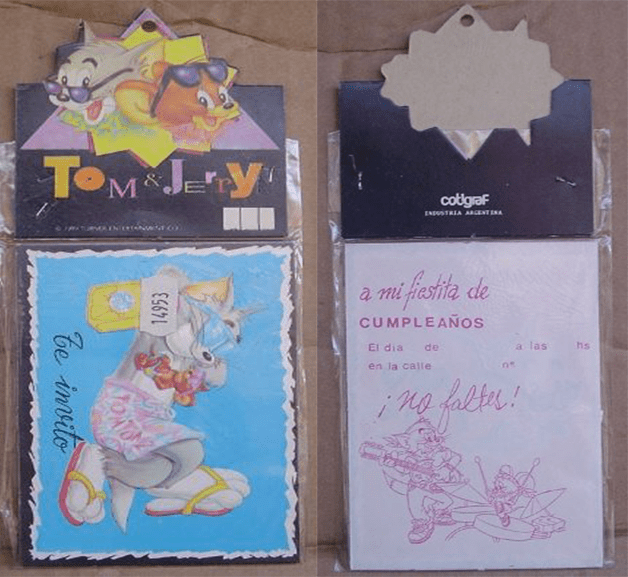 TOM & JERRY
© 1989 TURNER ENTERTAINMENT CO.
14953
te invito
cotigraf
INDUSTRIA ARGENTINA
a mi fiestita de
CUMPLEAÑOS
El dia de a las hs
en la calle nº
¡no faltes!